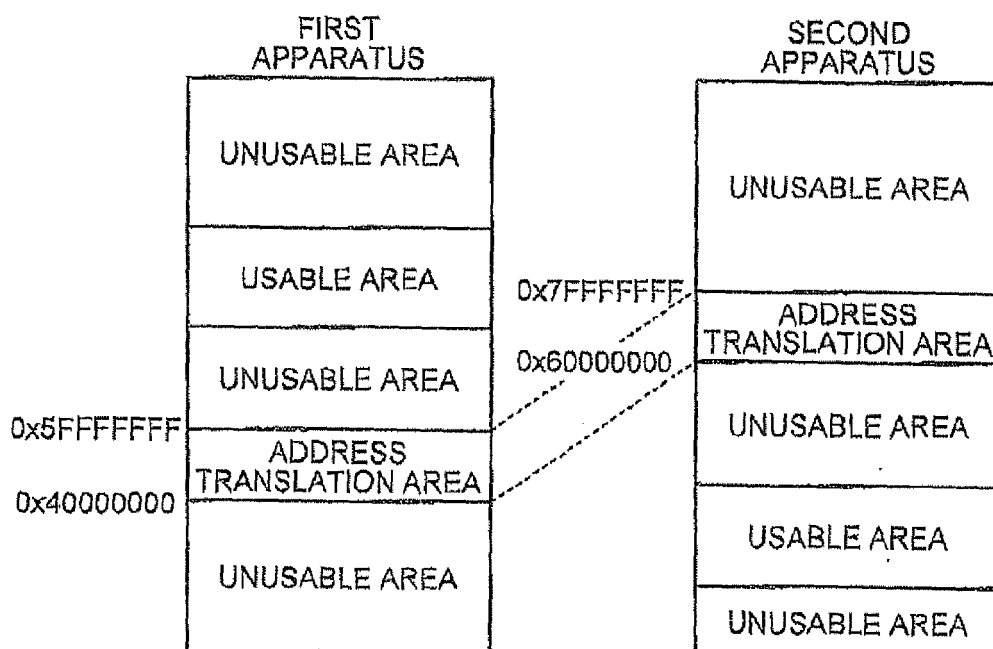 FIRST
APPARATUS
UNUSABLE AREA
USABLE AREA
UNUSABLE AREA
0x5FFFFFFF
ADDRESS
TRANSLATION AREA
0x40000000
UNUSABLE AREA
SECOND
APPARATUS
UNUSABLE AREA
0x7FFFFFFF
ADDRESS
TRANSLATION AREA
0x60000000
UNUSABLE AREA
USABLE AREA
UNUSABLE AREA